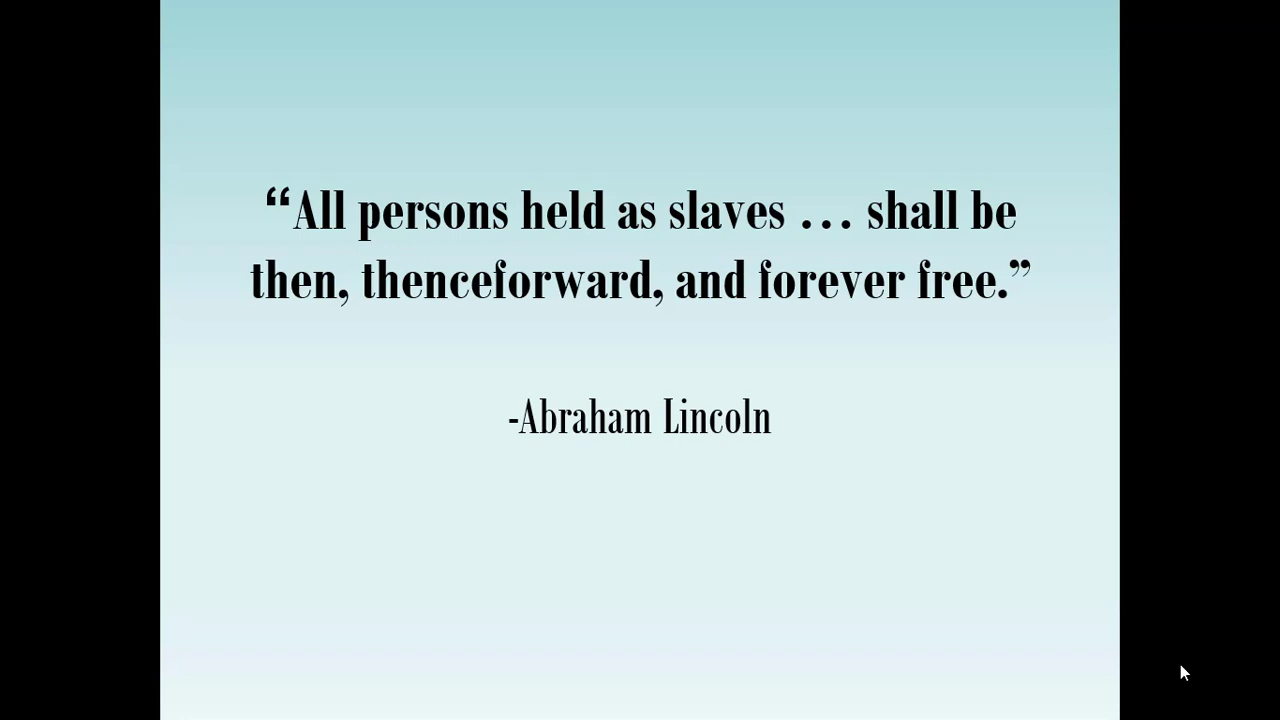 “All persons held as slaves … shall be
then, thenceforward, and forever free.”
-Abraham Lincoln